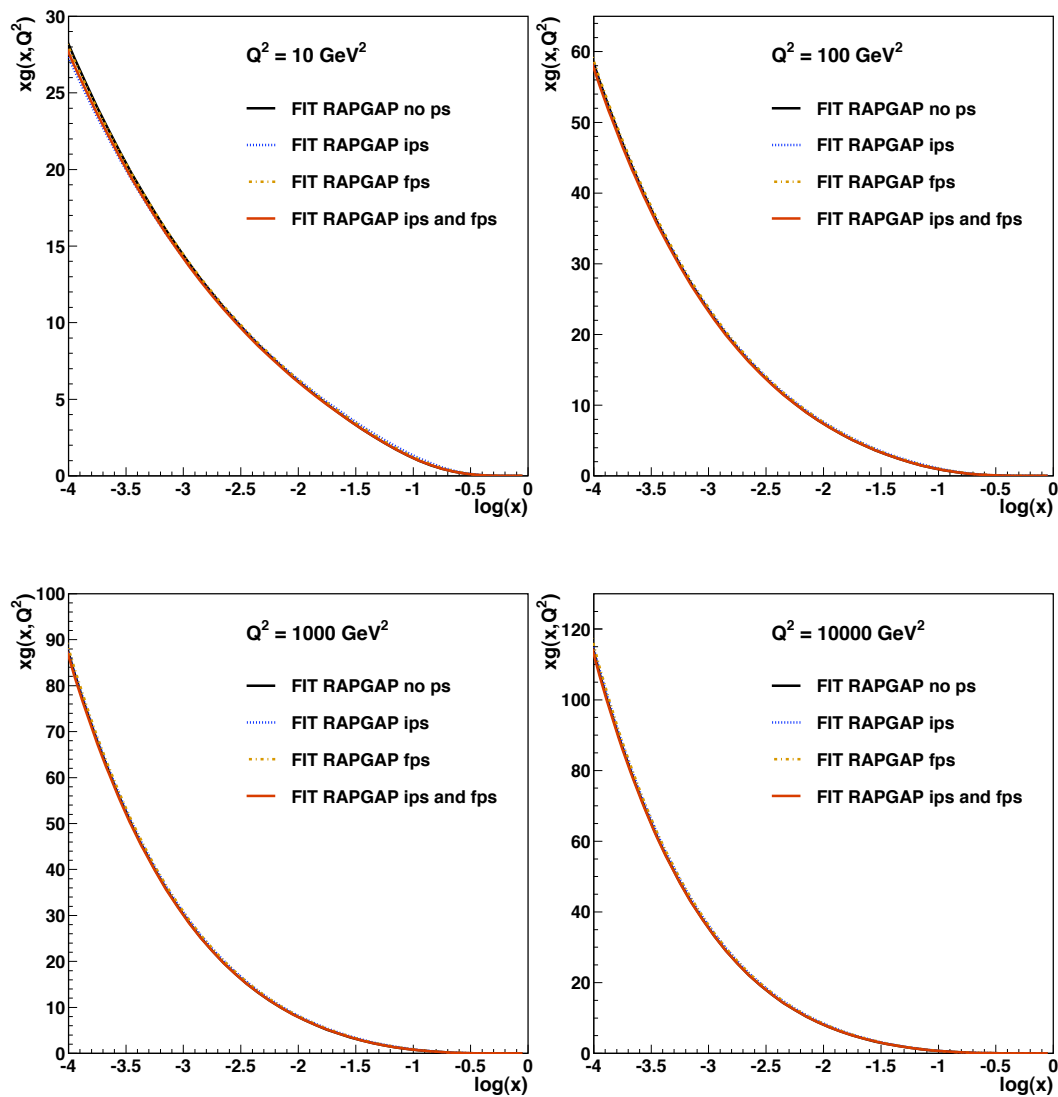 xg(x,Q²)
Q² = 10 GeV²
FIT RAPGAP no ps
FIT RAPGAP ips
FIT RAPGAP fps
FIT RAPGAP ips and fps
30
25
20
15
10
5
0
-4 -3.5 -3 -2.5 -2 -1.5 -1 -0.5 0
log(x)
xg(x,Q²)
Q² = 100 GeV²
FIT RAPGAP no ps
FIT RAPGAP ips
FIT RAPGAP fps
FIT RAPGAP ips and fps
60
50
40
30
20
10
0
-4 -3.5 -3 -2.5 -2 -1.5 -1 -0.5 0
log(x)
xg(x,Q²)
Q² = 1000 GeV²
FIT RAPGAP no ps
FIT RAPGAP ips
FIT RAPGAP fps
FIT RAPGAP ips and fps
100
90
80
70
60
50
40
30
20
10
0
-4 -3.5 -3 -2.5 -2 -1.5 -1 -0.5 0
log(x)
xg(x,Q²)
Q² = 10000 GeV²
FIT RAPGAP no ps
FIT RAPGAP ips
FIT RAPGAP fps
FIT RAPGAP ips and fps
120
100
80
60
40
20
0
-4 -3.5 -3 -2.5 -2 -1.5 -1 -0.5 0
log(x)